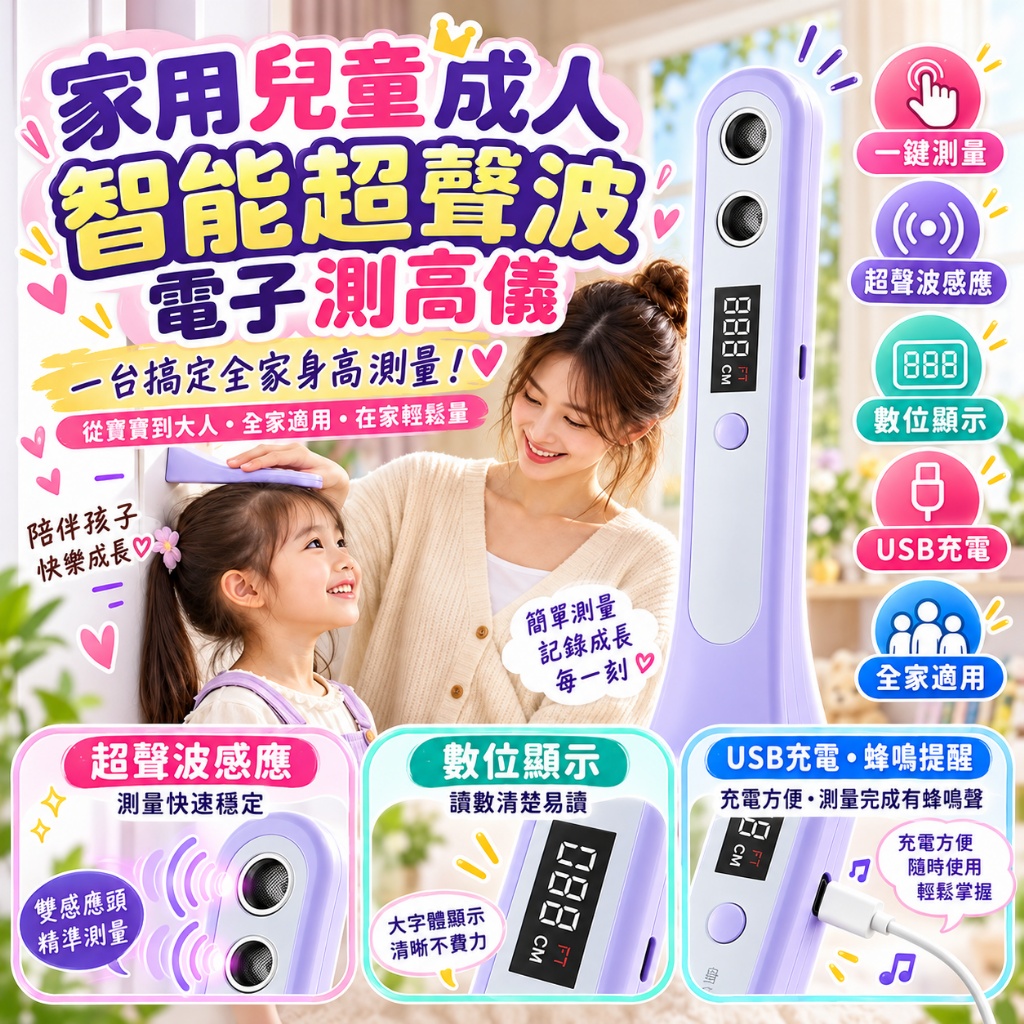 家用兒童成人
智能超聲波
電子測高儀
一台搞定全家身高測量!
從寶寶到大人・全家適用・在家輕鬆量
陪伴孩子
快樂成長
簡單測量
記錄成長
每一刻
888
FT
CM
一鍵測量
超聲波感應
888
數位顯示
USB充電
全家適用
超聲波感應
測量快速穩定
雙感應頭
精準測量
數位顯示
讀數清楚易讀
大字體顯示
清晰不費力
888
FT
CM
USB充電・蜂鳴提醒
充電方便・測量完成有蜂鳴聲
充電方便
隨時使用
輕鬆掌握
FT
CM